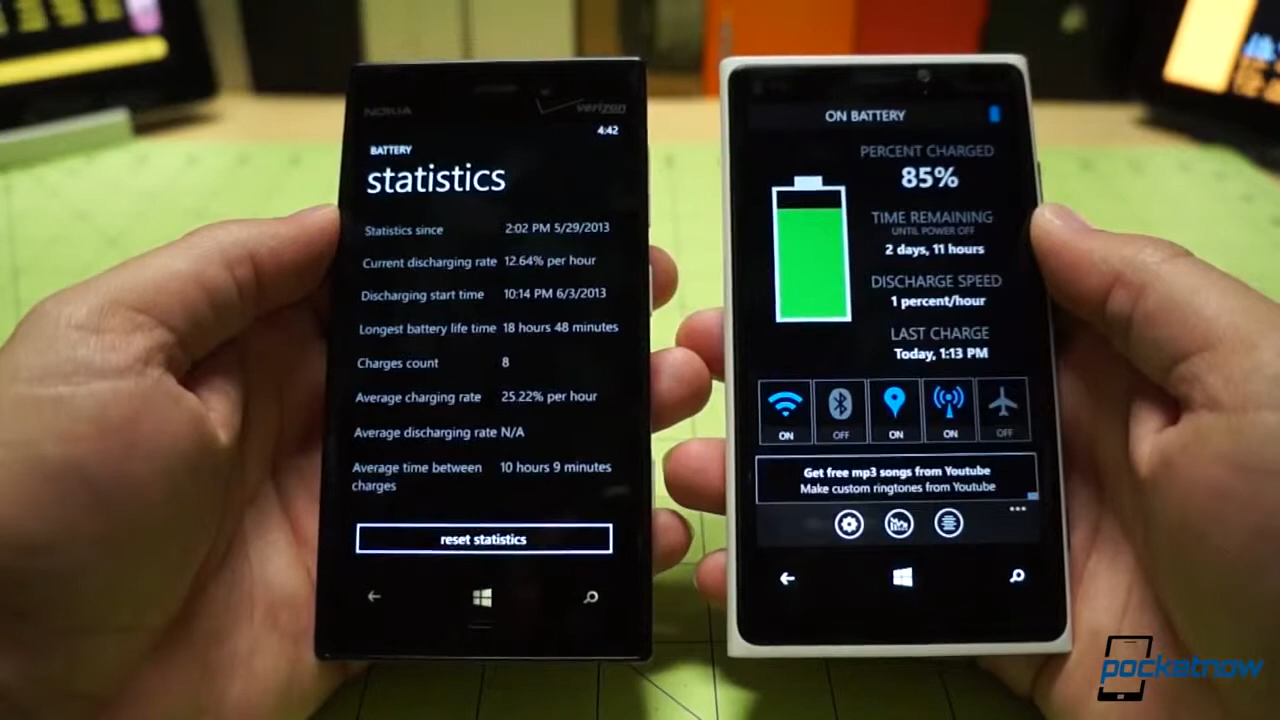 NOKIA
verizon
4:42
BATTERY
statistics
Statistics since 2:02 PM 5/29/2013
Current discharging rate 12.64% per hour
Discharging start time 10:14 PM 6/3/2013
Longest battery life time 18 hours 48 minutes
Charges count 8
Average charging rate 25.22% per hour
Average discharging rate N/A
Average time between 10 hours 9 minutes
charges
reset statistics
ON BATTERY
PERCENT CHARGED
85%
TIME REMAINING
UNTIL POWER OFF
2 days, 11 hours
DISCHARGE SPEED
1 percent/hour
LAST CHARGE
Today, 1:13 PM
ON OFF ON ON OFF
Get free mp3 songs from Youtube
Make custom ringtones from Youtube
pocketnow